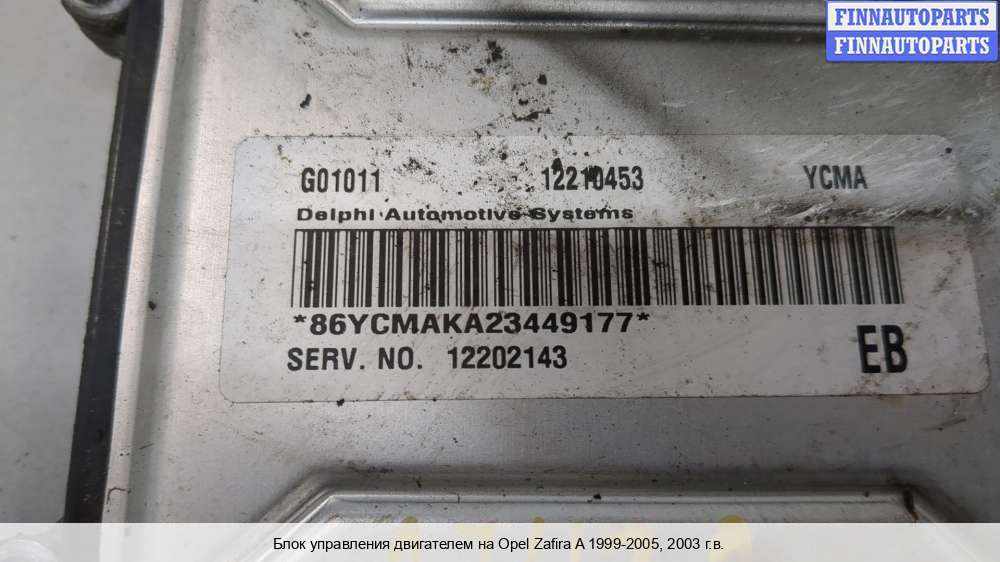 FINNAUTOPARTS
FINNAUTOPARTS
G01011 12210453 YCMA
Delphi Automotive Systems
*86YCMAKA23449177*
SERV. NO. 12202143 EB
Блок управления двигателем на Opel Zafira A 1999-2005, 2003 г.в.